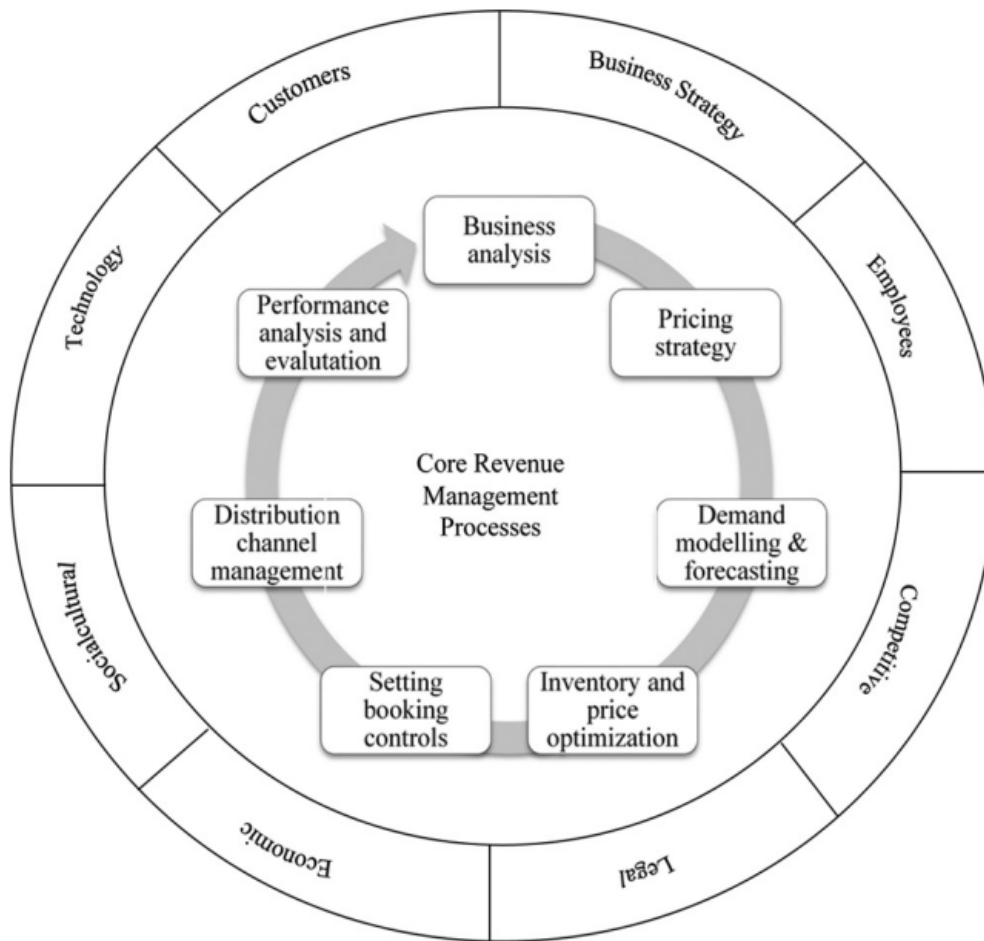 Customers
Business Strategy
Technology
Employees
Business
analysis
Performance
analysis and
evalutation
Pricing
strategy
Core Revenue
Management
Processes
Distribution
channel
management
Demand
modelling &
forecasting
Socialcultural
Competitive
Setting
booking
controls
Inventory and
price
optimization
Economic
Legal